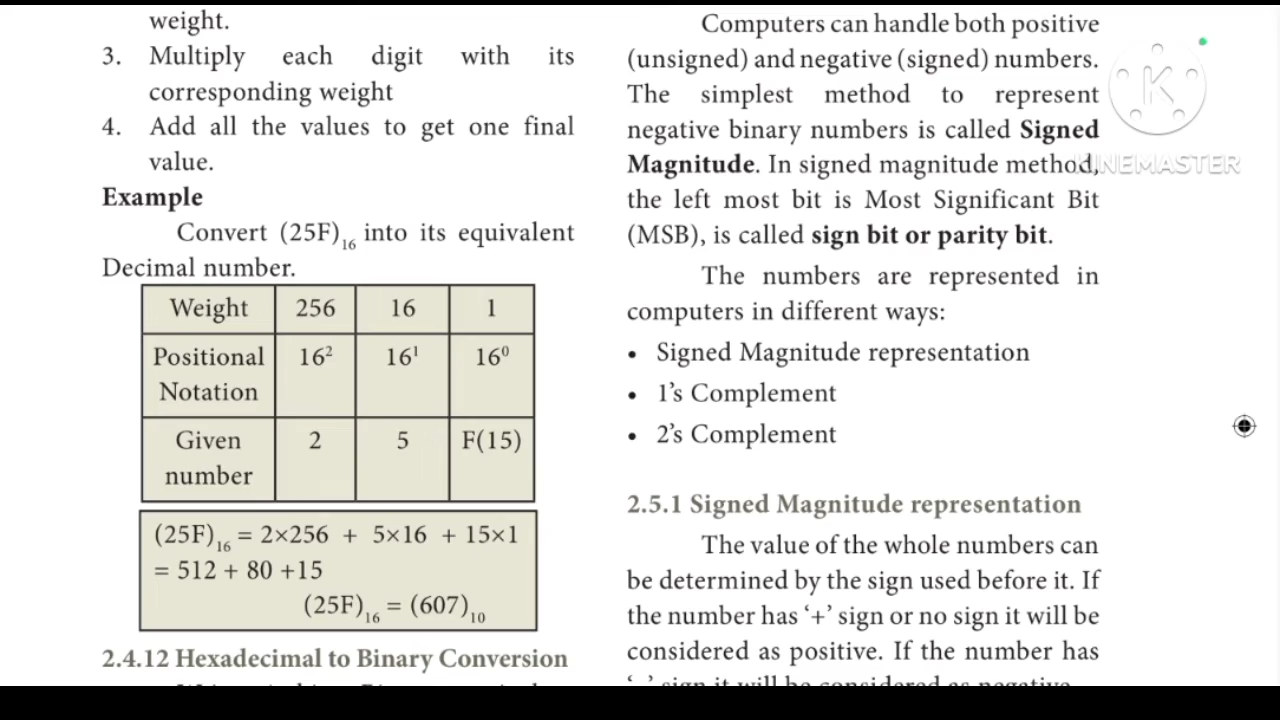 weight.
3. Multiply each digit with its
corresponding weight
4. Add all the values to get one final
value.
Example
Convert (25F)₁₆ into its equivalent
Decimal number.
Weight 256 16 1
Positional 16² 16¹ 16⁰
Notation
Given 2 5 F(15)
number
(25F)₁₆ = 2×256 + 5×16 + 15×1
= 512 + 80 +15
(25F)₁₆ = (607)₁₀
2.4.12 Hexadecimal to Binary Conversion
Computers can handle both positive
(unsigned) and negative (signed) numbers.
The simplest method to represent
negative binary numbers is called Signed
Magnitude. In signed magnitude method,
the left most bit is Most Significant Bit
(MSB), is called sign bit or parity bit.
The numbers are represented in
computers in different ways:
• Signed Magnitude representation
• 1’s Complement
• 2’s Complement
2.5.1 Signed Magnitude representation
The value of the whole numbers can
be determined by the sign used before it. If
the number has ‘+’ sign or no sign it will be
considered as positive. If the number has
‘-’ sign it will be considered as negative.
K
KINEMASTER